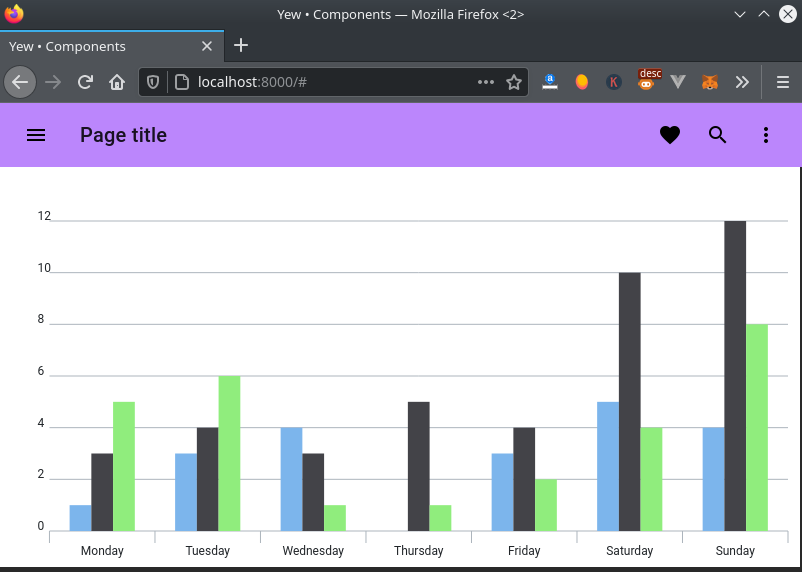 Yew • Components — Mozilla Firefox <2>
Yew • Components
localhost:8000/#
a
K
desc
Page title
12
10
8
6
4
2
0
Monday Tuesday Wednesday Thursday Friday Saturday Sunday